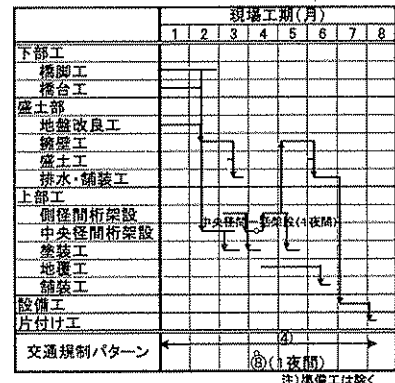 現場工期(月)
1 2 3 4 5 6 7 8
下部工
橋脚工
橋台工
盛土部
地盤改良工
擁壁工
盛土工
排水・舗装工
上部工
側径間桁架設
中央径間一括架設(1夜間)
中央径間桁架設
塗装工
地覆工
舗装工
設備工
片付け工
交通規制パターン
④
⑧(1夜間)
注)準備工は除く